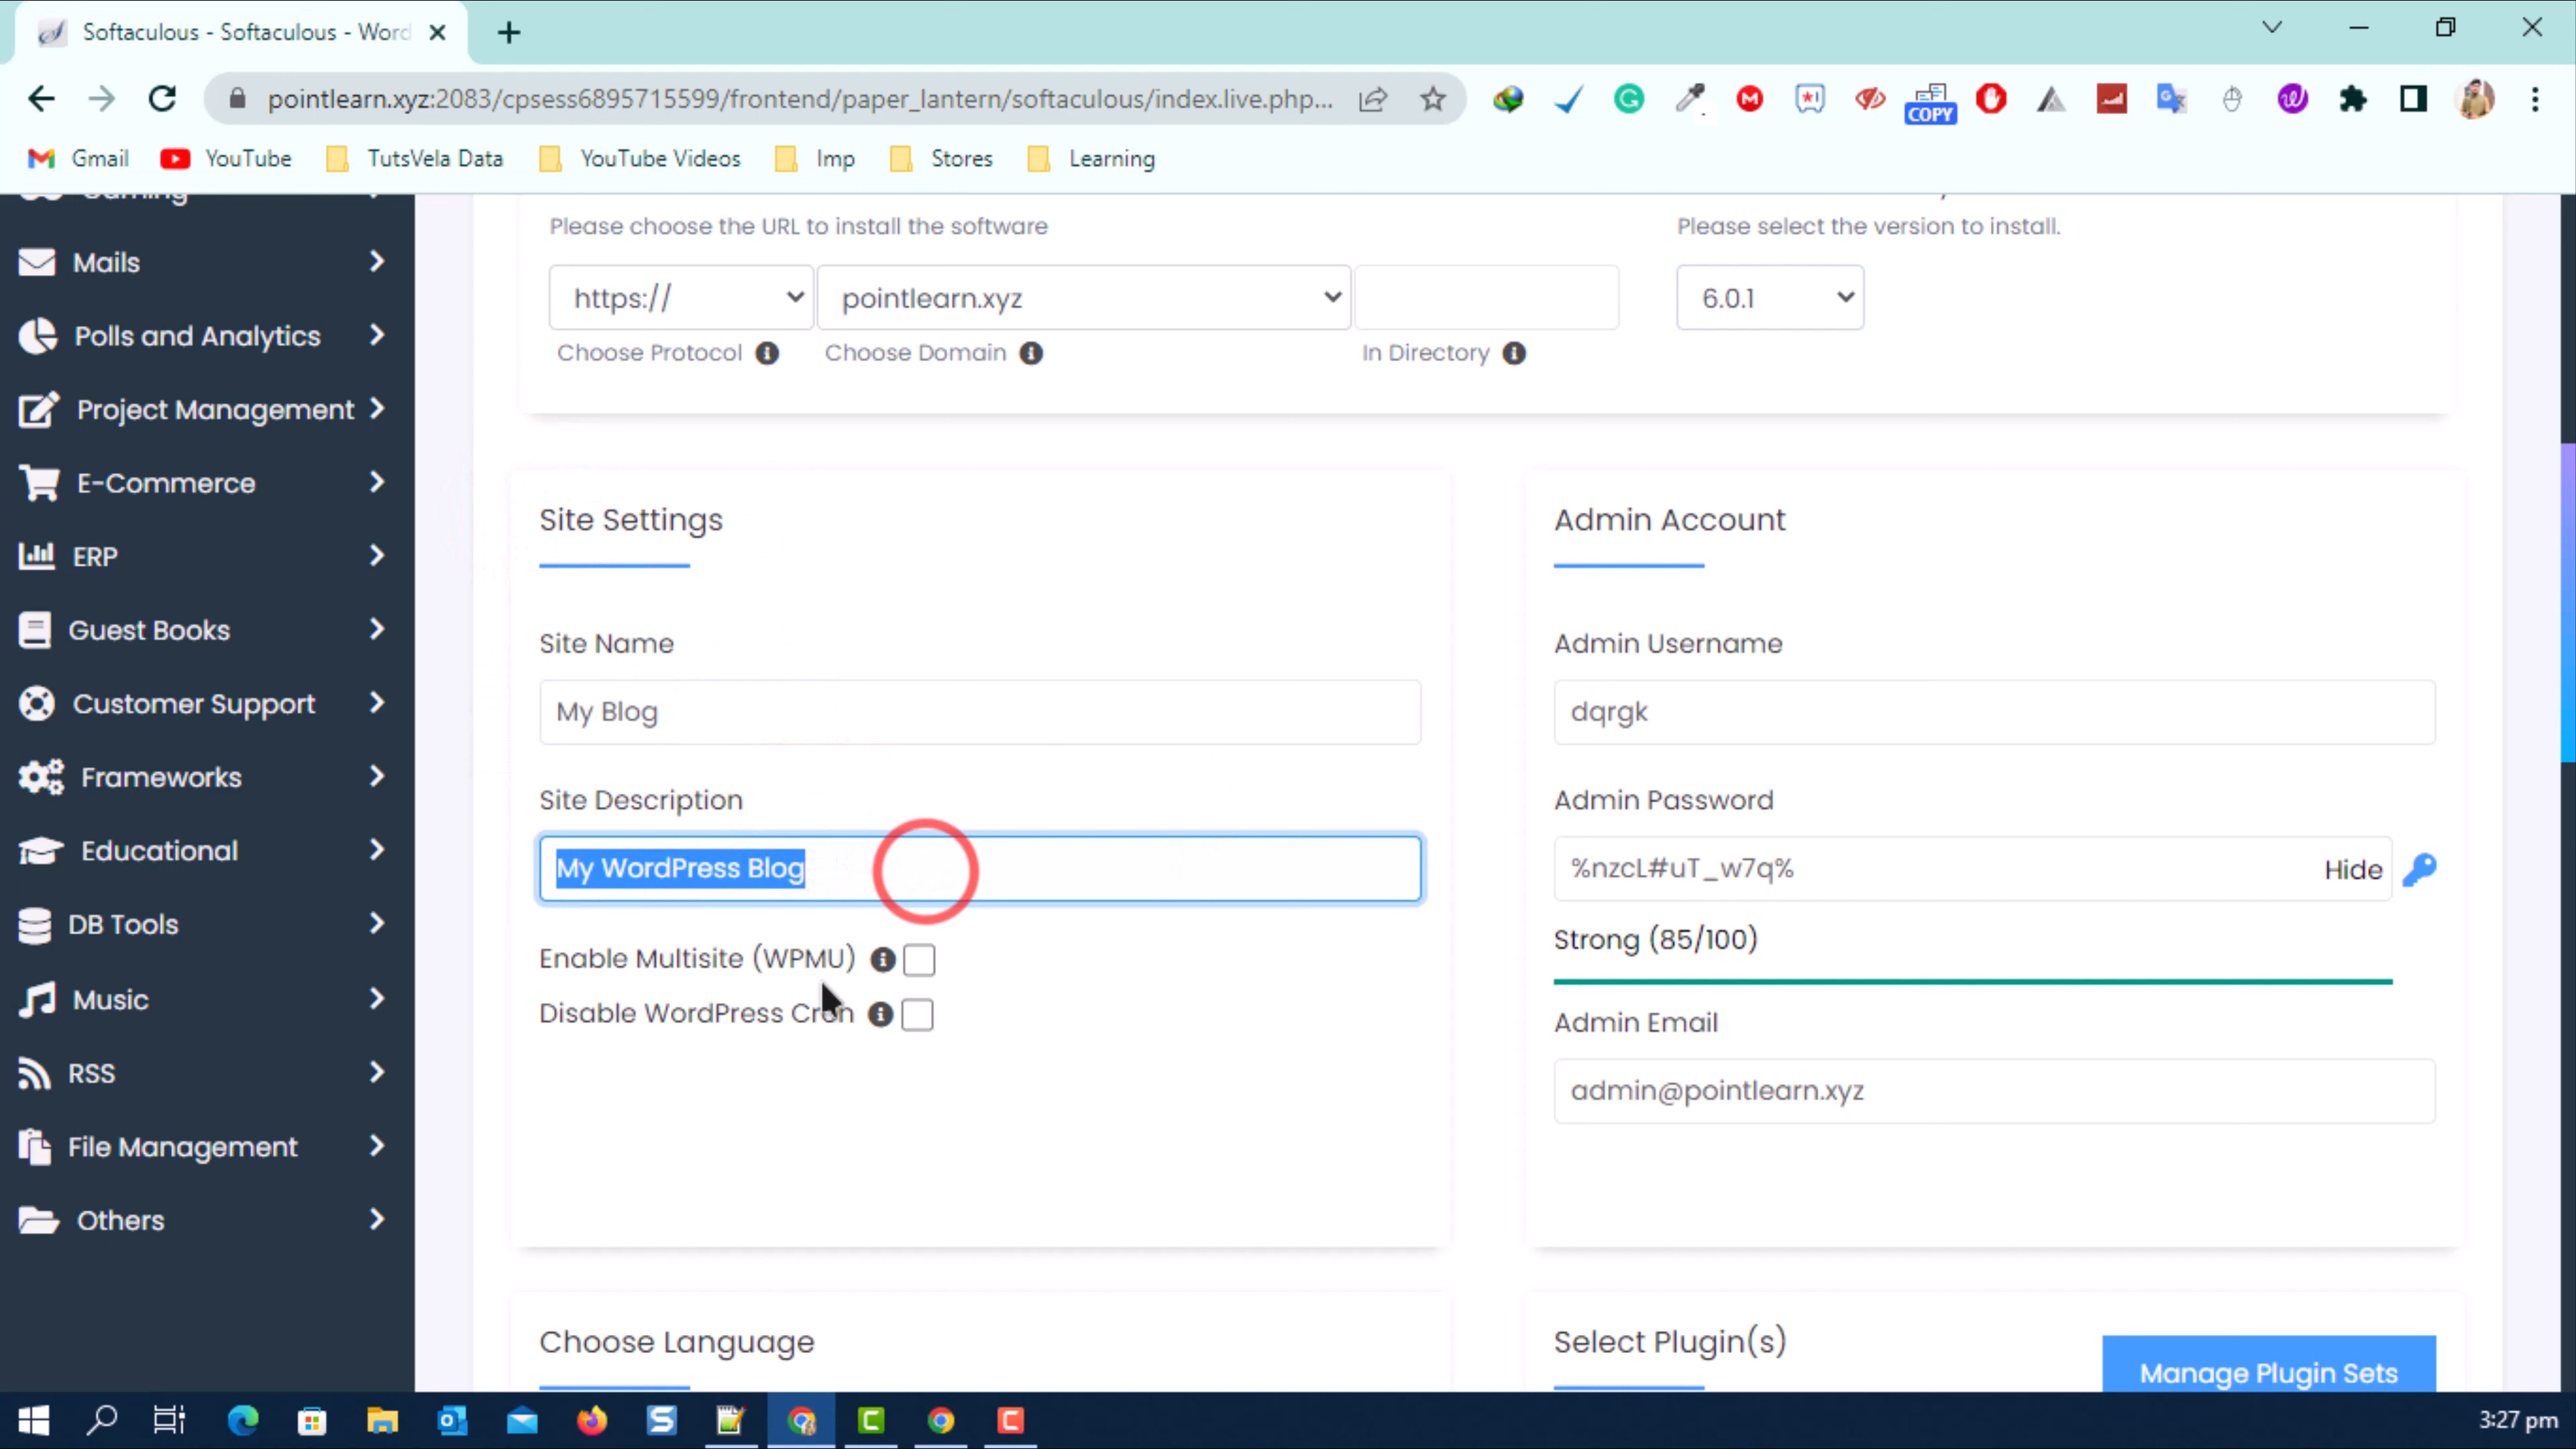 Softaculous - Softaculous - Word
pointlearn.xyz:2083/cpsess6895715599/frontend/paper_lantern/softaculous/index.live.php...
COPY
Gmail
YouTube
TutsVela Data
YouTube Videos
Imp
Stores
Learning
Gaming
Mails
Polls and Analytics
Project Management
E-Commerce
ERP
Guest Books
Customer Support
Frameworks
Educational
DB Tools
Music
RSS
File Management
Others
Please choose the URL to install the software
https://
pointlearn.xyz
Choose Protocol
Choose Domain
In Directory
Please select the version to install.
6.0.1
Site Settings
Site Name
My Blog
Site Description
My WordPress Blog
Enable Multisite (WPMU)
Disable WordPress Cron
Admin Account
Admin Username
dqrgk
Admin Password
%nzcL#uT_w7q%
Hide
Strong (85/100)
Admin Email
admin@pointlearn.xyz
Choose Language
Select Plugin(s)
Manage Plugin Sets
3:27 pm